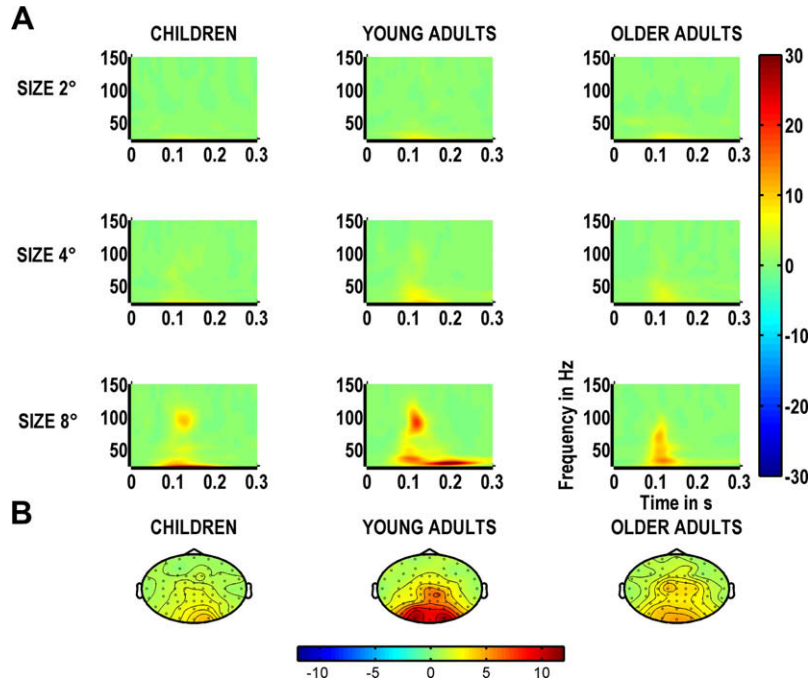 A
CHILDREN YOUNG ADULTS OLDER ADULTS
30
SIZE 2°
150 150 150
100 100 100
50 50 50
0 0.1 0.2 0.3 0 0.1 0.2 0.3 0 0.1 0.2 0.3
20
10
SIZE 4°
150 150 150
100 100 100
50 50 50
0 0.1 0.2 0.3 0 0.1 0.2 0.3 0 0.1 0.2 0.3
0
-10
SIZE 8°
150 150 150
100 100 100
50 50 50
0 0.1 0.2 0.3 0 0.1 0.2 0.3 0 0.1 0.2 0.3
Frequency in Hz
Time in s
-20
-30
B
CHILDREN YOUNG ADULTS OLDER ADULTS
-10 -5 0 5 10